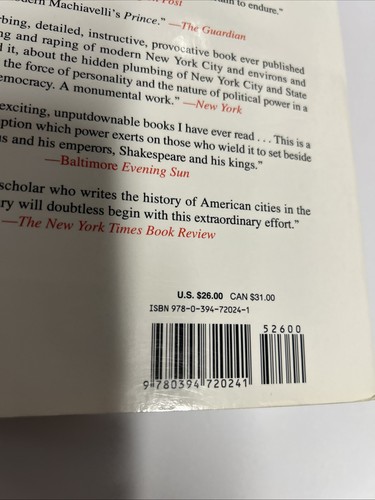 to endure."
Post
dern Machiavelli's Prince." —The Guardian
rbing, detailed, instructive, provocative book ever published
ng and raping of modern New York City and environs and
d it, about the hidden plumbing of New York City and State
the force of personality and the nature of political power in a
emocracy. A monumental work." —New York
exciting, unputdownable books I have ever read . . . This is a
ption which power exerts on those who wield it to set beside
s and his emperors, Shakespeare and his kings."
—Baltimore Evening Sun
scholar who writes the history of American cities in the
ry will doubtless begin with this extraordinary effort."
—The New York Times Book Review
U.S. $26.00 CAN $31.00
ISBN 978-0-394-72024-1
52600
9 780394 720241